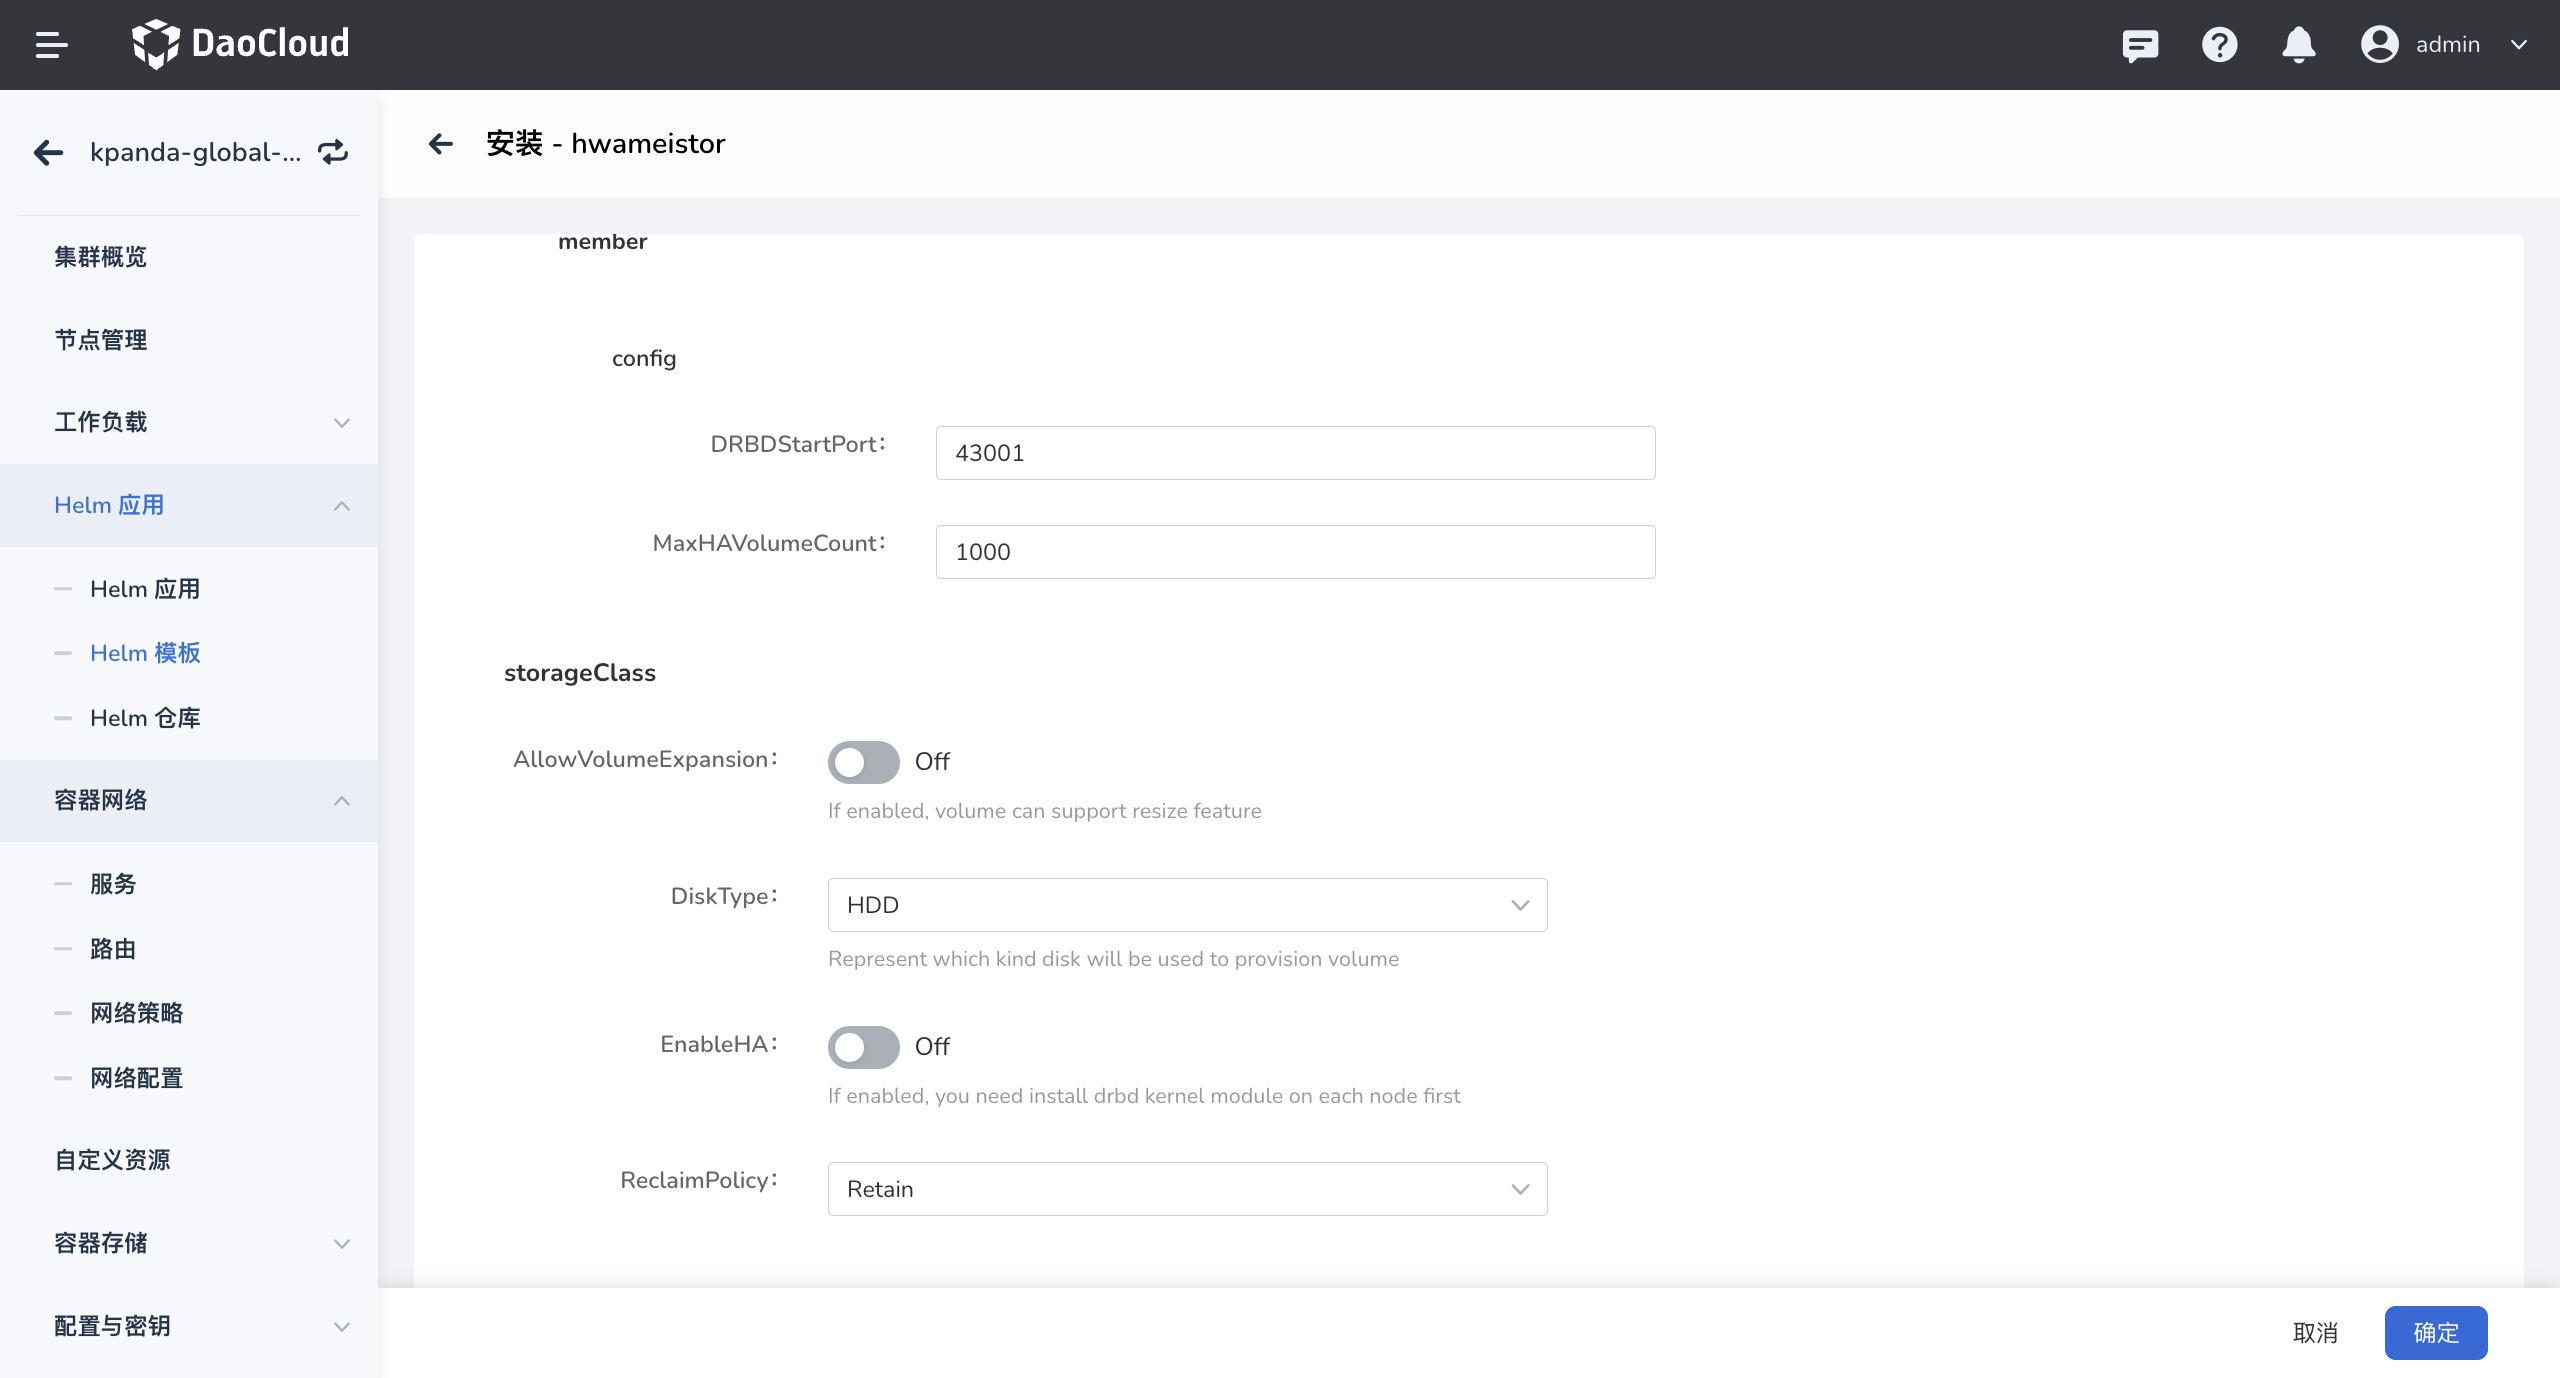 DaoCloud
admin
kpanda-global-...
安装 - hwameistor
集群概览
节点管理
工作负载
Helm 应用
Helm 应用
Helm 模板
Helm 仓库
容器网络
服务
路由
网络策略
网络配置
自定义资源
容器存储
配置与密钥
member
config
DRBDStartPort：
43001
MaxHAVolumeCount：
1000
storageClass
AllowVolumeExpansion：
Off
If enabled, volume can support resize feature
DiskType：
HDD
Represent which kind disk will be used to provision volume
EnableHA：
Off
If enabled, you need install drbd kernel module on each node first
ReclaimPolicy：
Retain
取消
确定